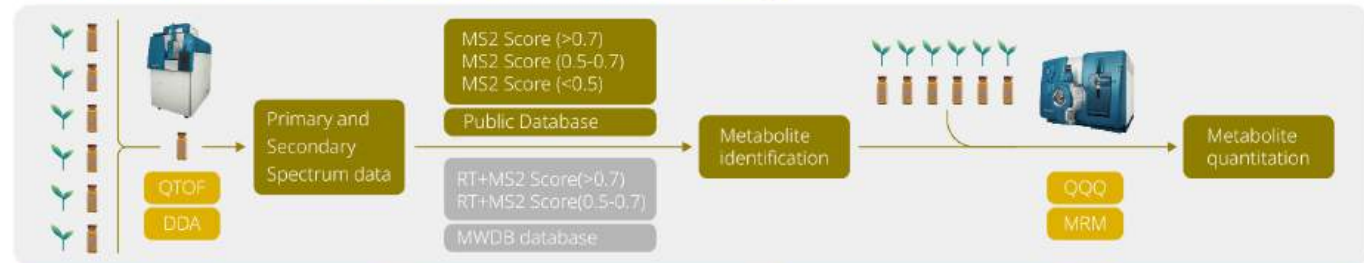 QTOF
DDA
Primary and
Secondary
Spectrum data
MS2 Score (>0.7)
MS2 Score (0.5-0.7)
MS2 Score (<0.5)
Public Database
RT+MS2 Score(>0.7)
RT+MS2 Score(0.5-0.7)
MWDB database
Metabolite
identification
QQQ
MRM
Metabolite
quantitation